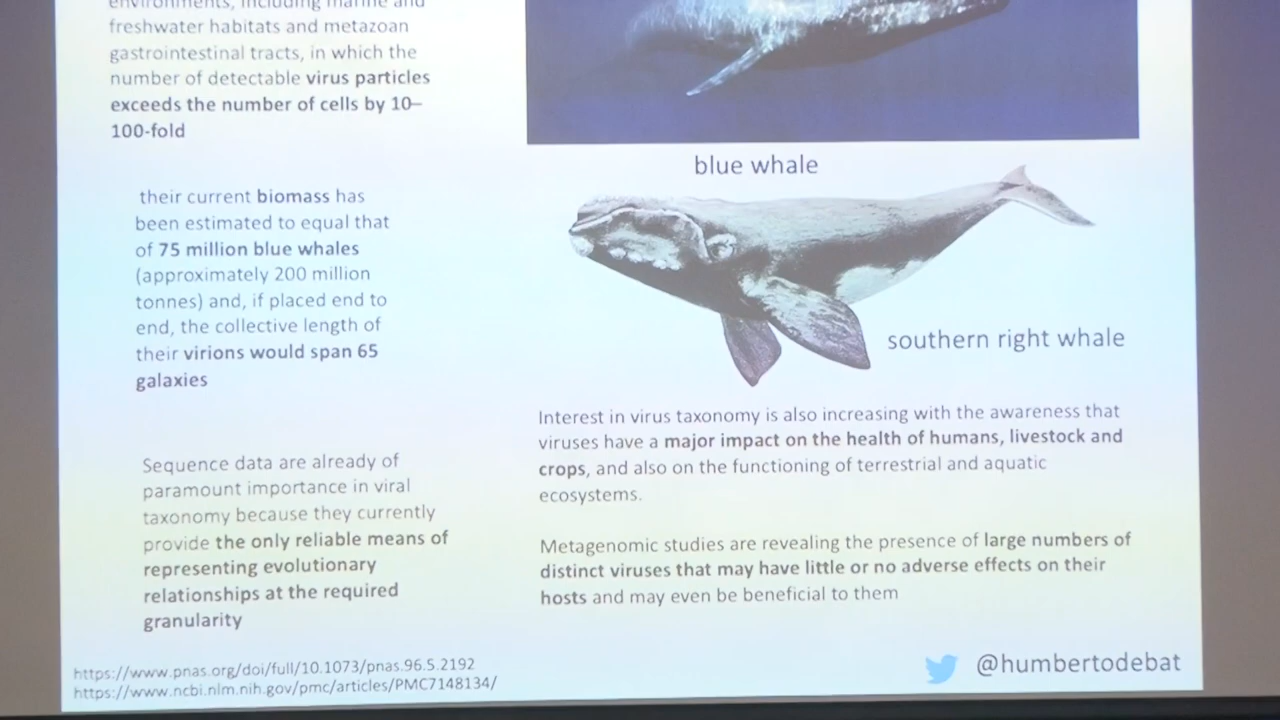 environments, including marine and
freshwater habitats and metazoan
gastrointestinal tracts, in which the
number of detectable virus particles
exceeds the number of cells by 10–
100-fold
their current biomass has
been estimated to equal that
of 75 million blue whales
(approximately 200 million
tonnes) and, if placed end to
end, the collective length of
their virions would span 65
galaxies
Sequence data are already of
paramount importance in viral
taxonomy because they currently
provide the only reliable means of
representing evolutionary
relationships at the required
granularity
blue whale
southern right whale
Interest in virus taxonomy is also increasing with the awareness that
viruses have a major impact on the health of humans, livestock and
crops, and also on the functioning of terrestrial and aquatic
ecosystems.
Metagenomic studies are revealing the presence of large numbers of
distinct viruses that may have little or no adverse effects on their
hosts and may even be beneficial to them
https://www.pnas.org/doi/full/10.1073/pnas.96.5.2192
https://www.ncbi.nlm.nih.gov/pmc/articles/PMC7148134/
@humbertodebat